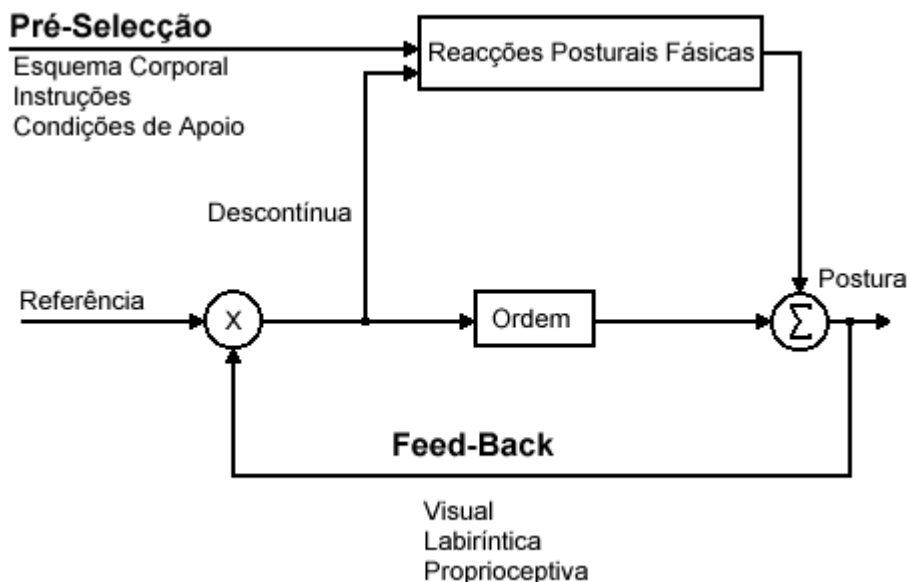 Pré-Selecção
Esquema Corporal
Instruções
Condições de Apoio
Reacções Posturais Fásicas
Descontínua
Referência
X
Ordem
Σ
Postura
Feed-Back
Visual
Labiríntica
Proprioceptiva